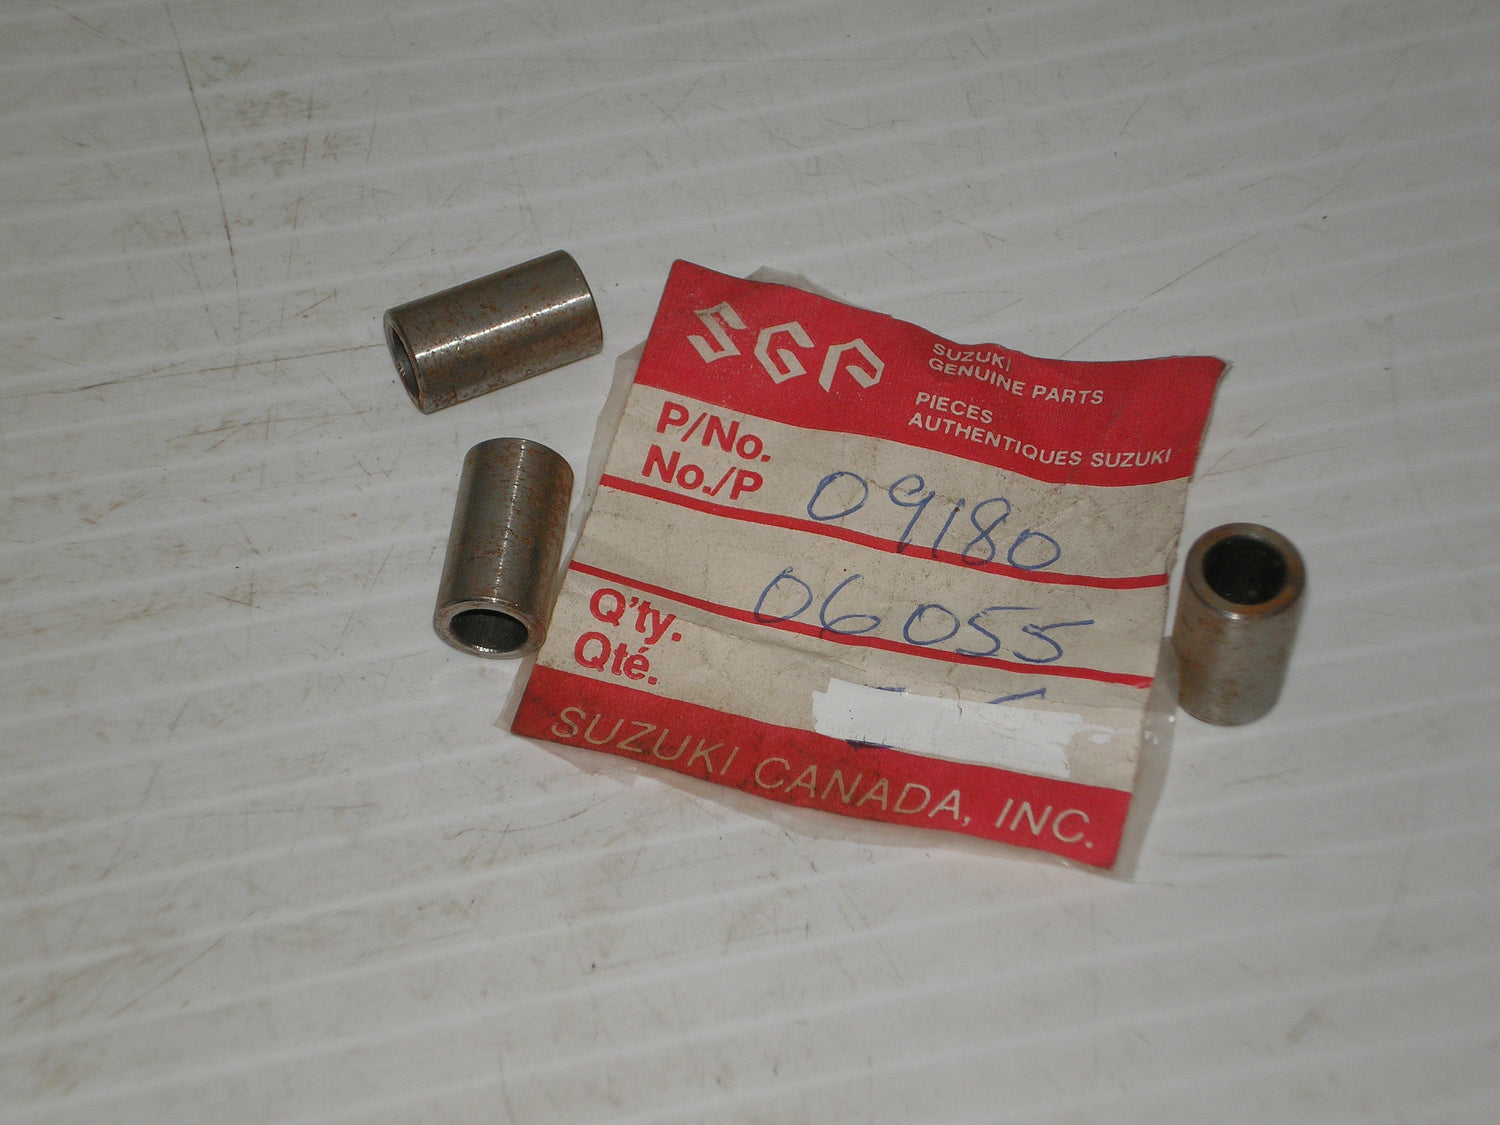 SGP
SUZUKI
GENUINE PARTS
PIECES
AUTHENTIQUES SUZUKI
P/No.
No./P
09180
06055
Q'ty.
Qté.
SUZUKI CANADA, INC.